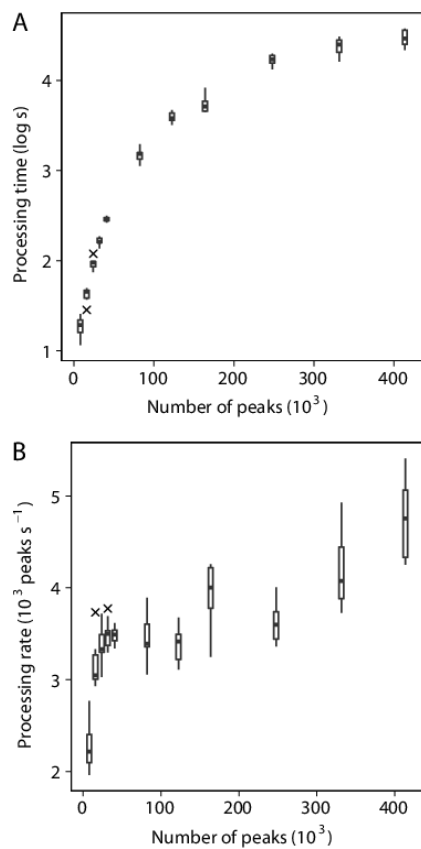 A
Processing time (log s)
4
3
2
1
0 100 200 300 400
Number of peaks (10³)
B
Processing rate (10³ peaks s⁻¹)
5
4
3
2
0 100 200 300 400
Number of peaks (10³)